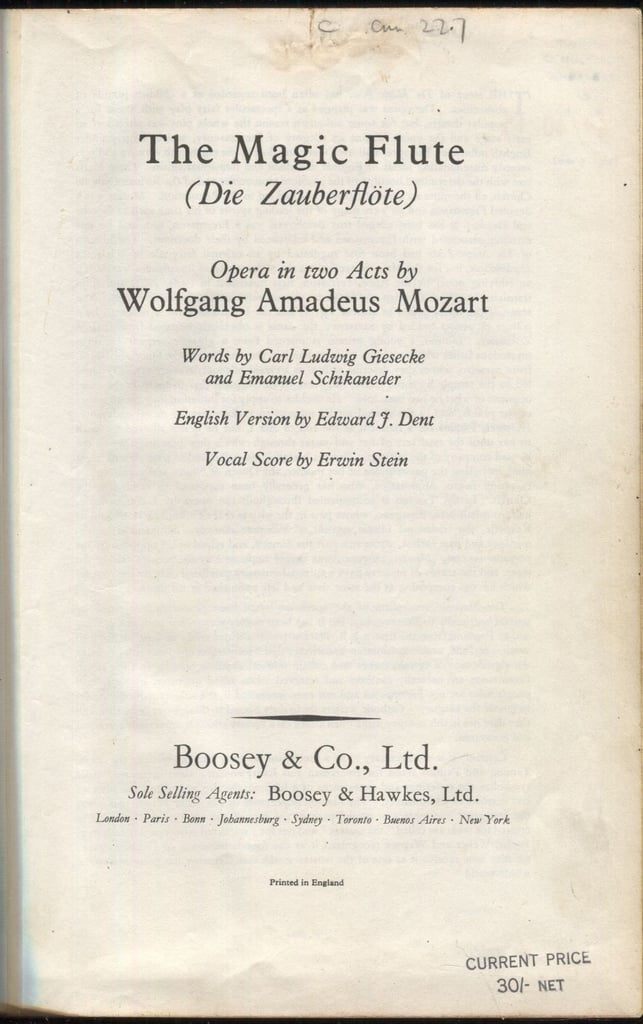 22.7
The Magic Flute
(Die Zauberflöte)
Opera in two Acts by
Wolfgang Amadeus Mozart
Words by Carl Ludwig Giesecke
and Emanuel Schikaneder
English Version by Edward J. Dent
Vocal Score by Erwin Stein
Boosey & Co., Ltd.
Sole Selling Agents: Boosey & Hawkes, Ltd.
London · Paris · Bonn · Johannesburg · Sydney · Toronto · Buenos Aires · New York
Printed in England
CURRENT PRICE
30/- NET